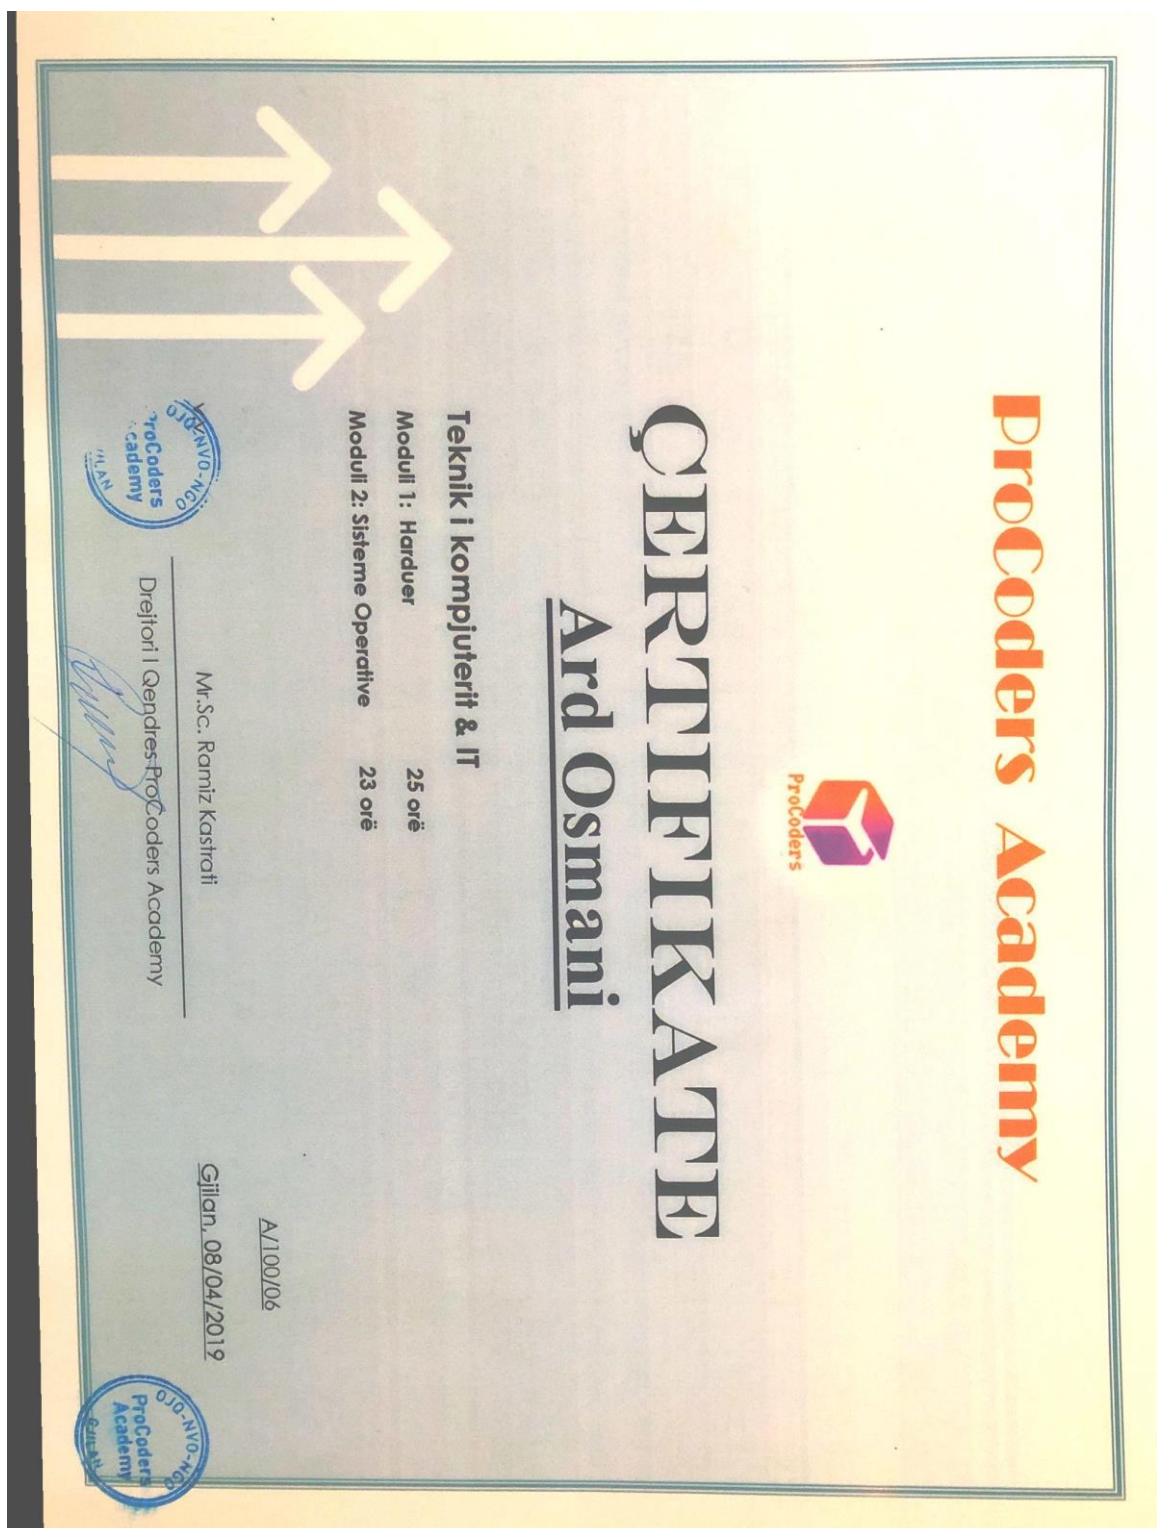 ProCoders Academy
ProCoders
ÇERTIFIKATE
Ard Osmani
Teknik i kompjuterit & IT
Moduli 1: Harduer 25 orë
Moduli 2: Sisteme Operative 23 orë
A/100/06
Mr.Sc. Ramiz Kastrati
Gjilan, 08/04/2019
Drejtori I Qendres ProCoders Academy
OJQ-NVO-NGO
ProCoders
Academy
GJILAN
OJQ-NVO-NGO
ProCoders
Academy
GJILAN